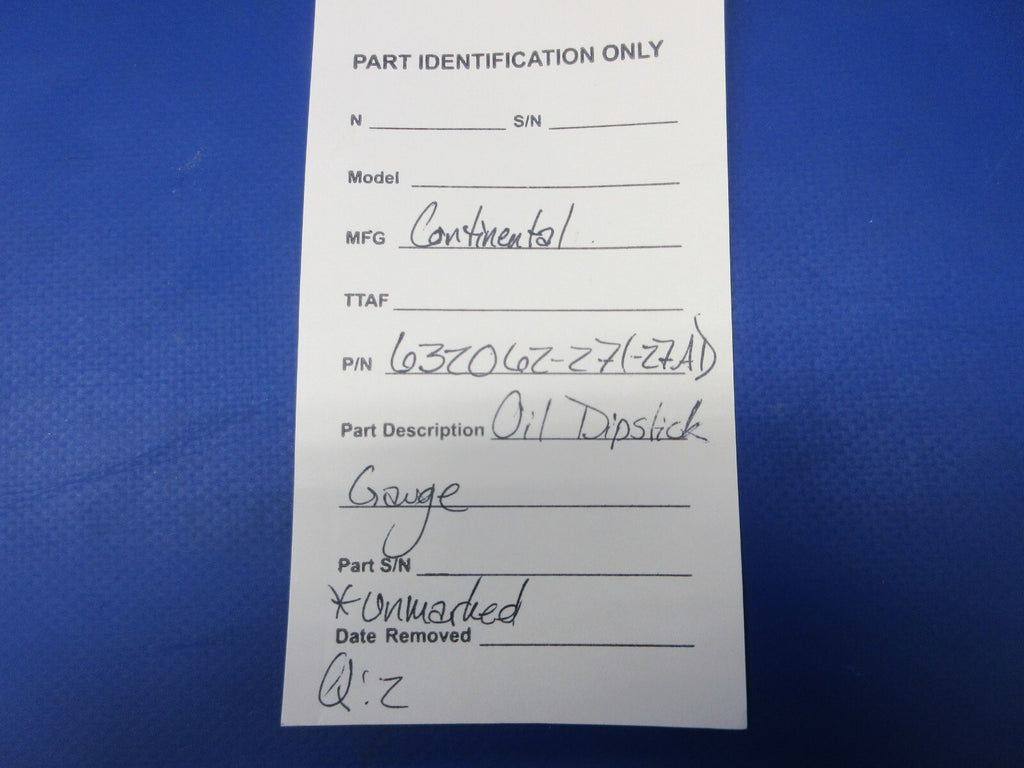 PART IDENTIFICATION ONLY
N S/N
Model
MFG Continental
TTAF
P/N 632062-27(-27A)
Part Description Oil Dipstick
Gauge
Part S/N
*Unmarked
Date Removed
Q:2